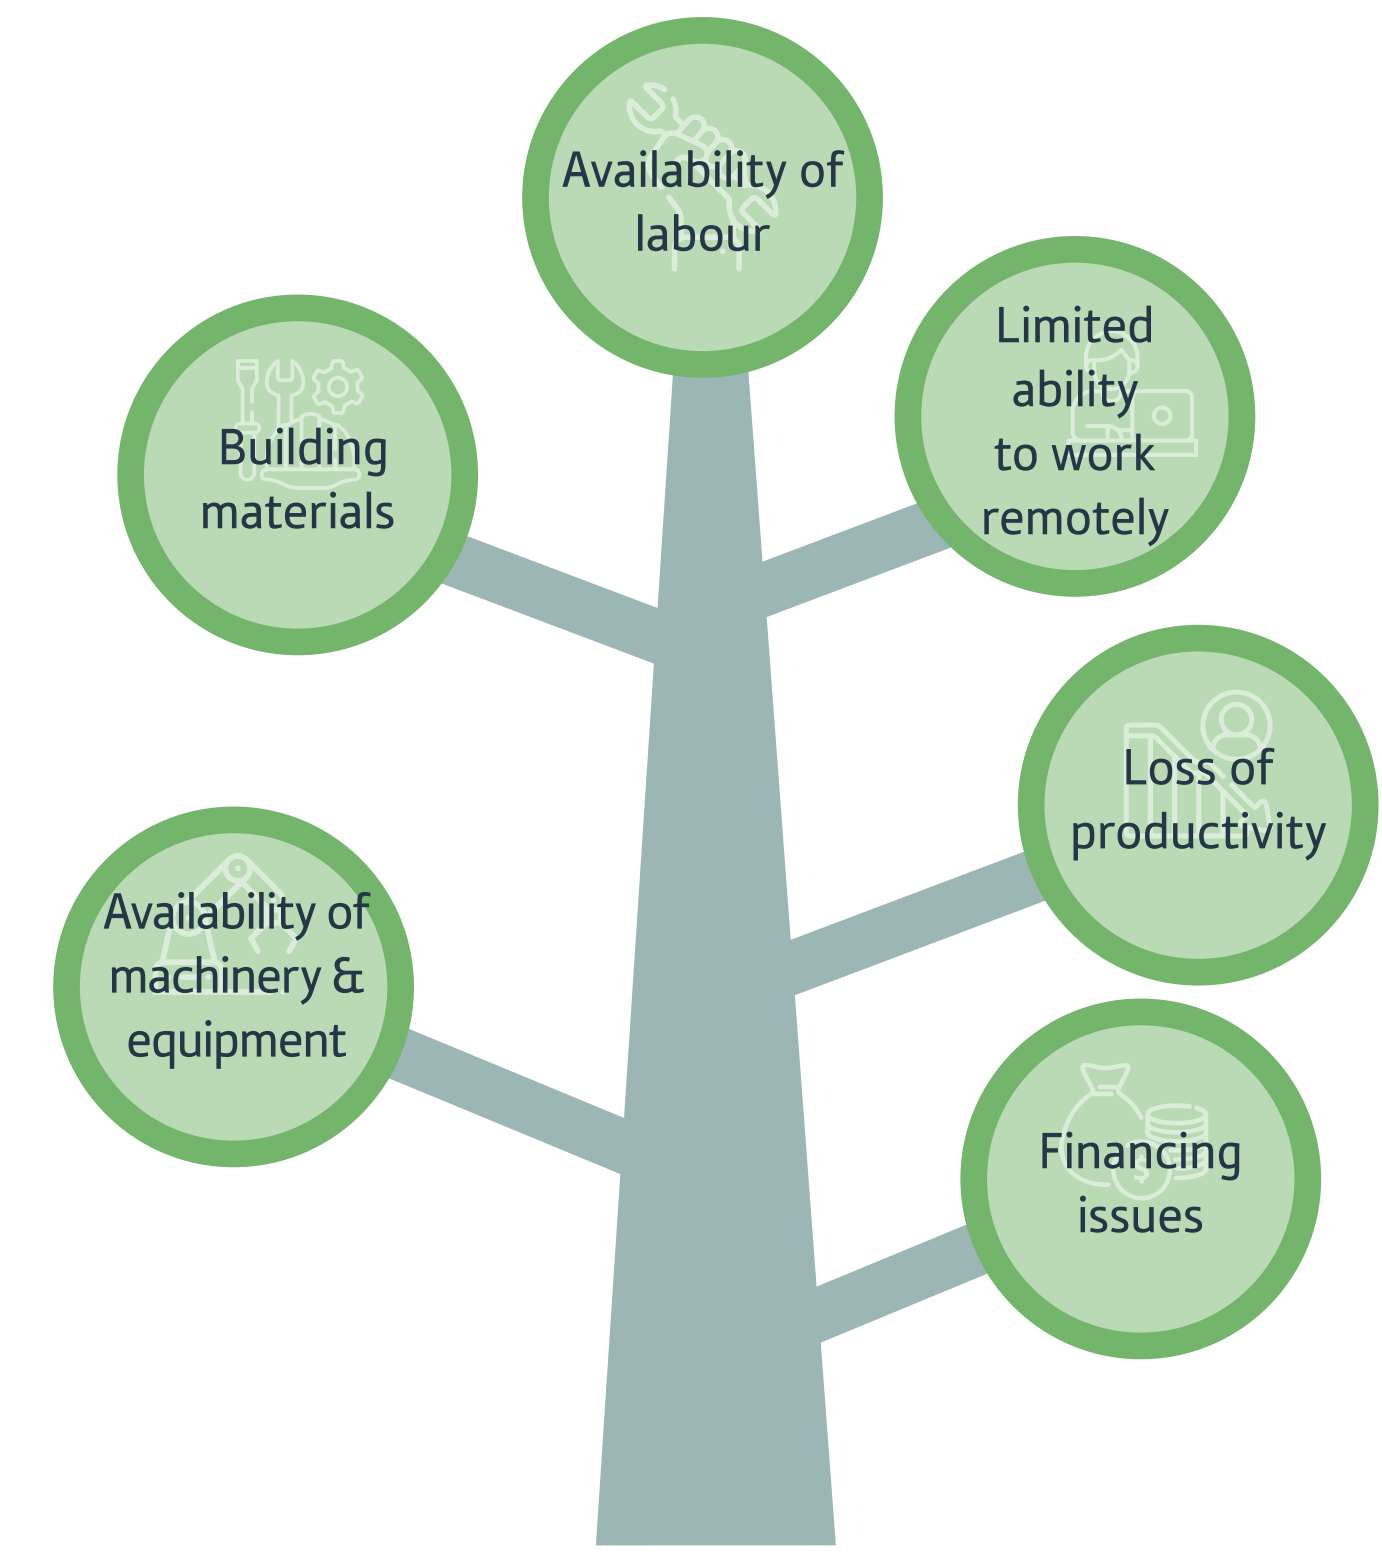 Availability of
labour
Limited
ability
to work
remotely
Building
materials
Loss of
productivity
Availability of
machinery &
equipment
Financing
issues
$